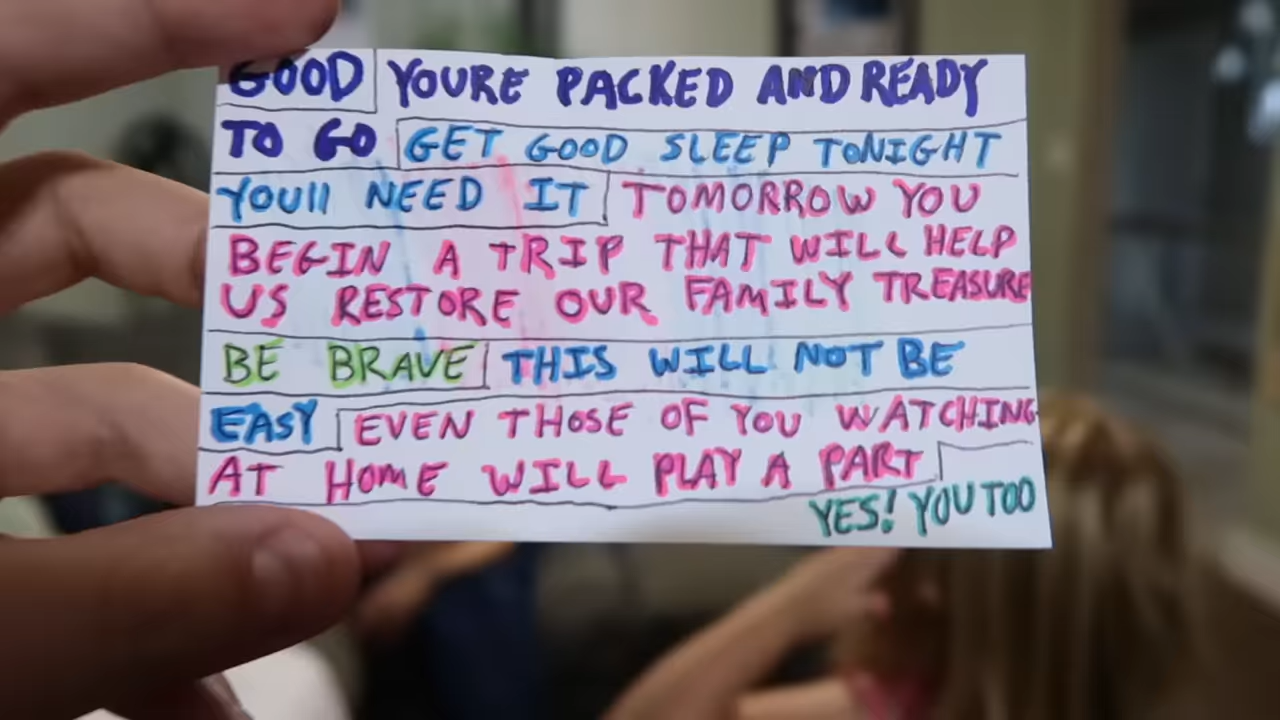 GOOD YOURE PACKED AND READY
TO GO GET GOOD SLEEP TONIGHT
YOU'll NEED IT TOMORROW YOU
BEGIN A TRIP THAT WILL HELP
US RESTORE OUR FAMILY TREASURE
BE BRAVE THIS WILL NOT BE
EASY EVEN THOSE OF YOU WATCHING
AT HOME WILL PLAY A PART
YES! YOU TOO